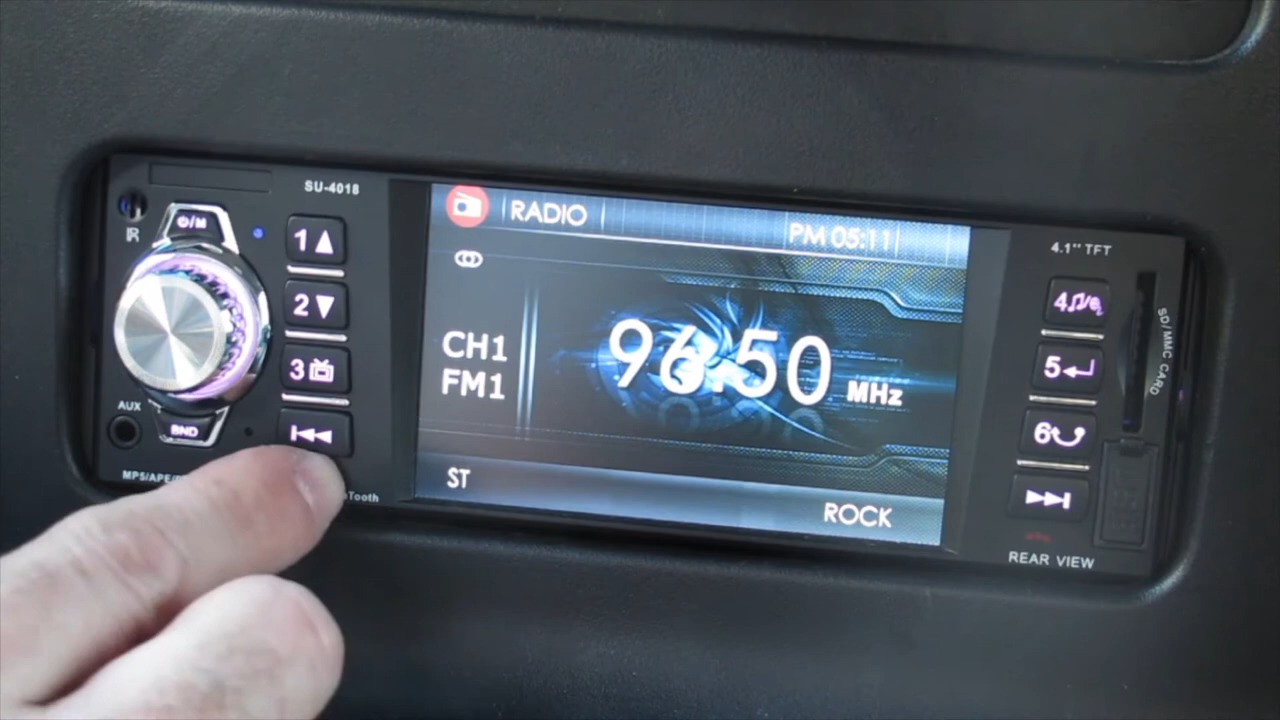 SU-4018
IR
⏻/M
1▲
2▼
3
AUX
BND
MP5/APE/
Tooth
RADIO
PM 05:11
CH1
FM1
96.50 MHz
ST
ROCK
4.1'' TFT
4
5
6
SD/MMC CARD
REAR VIEW